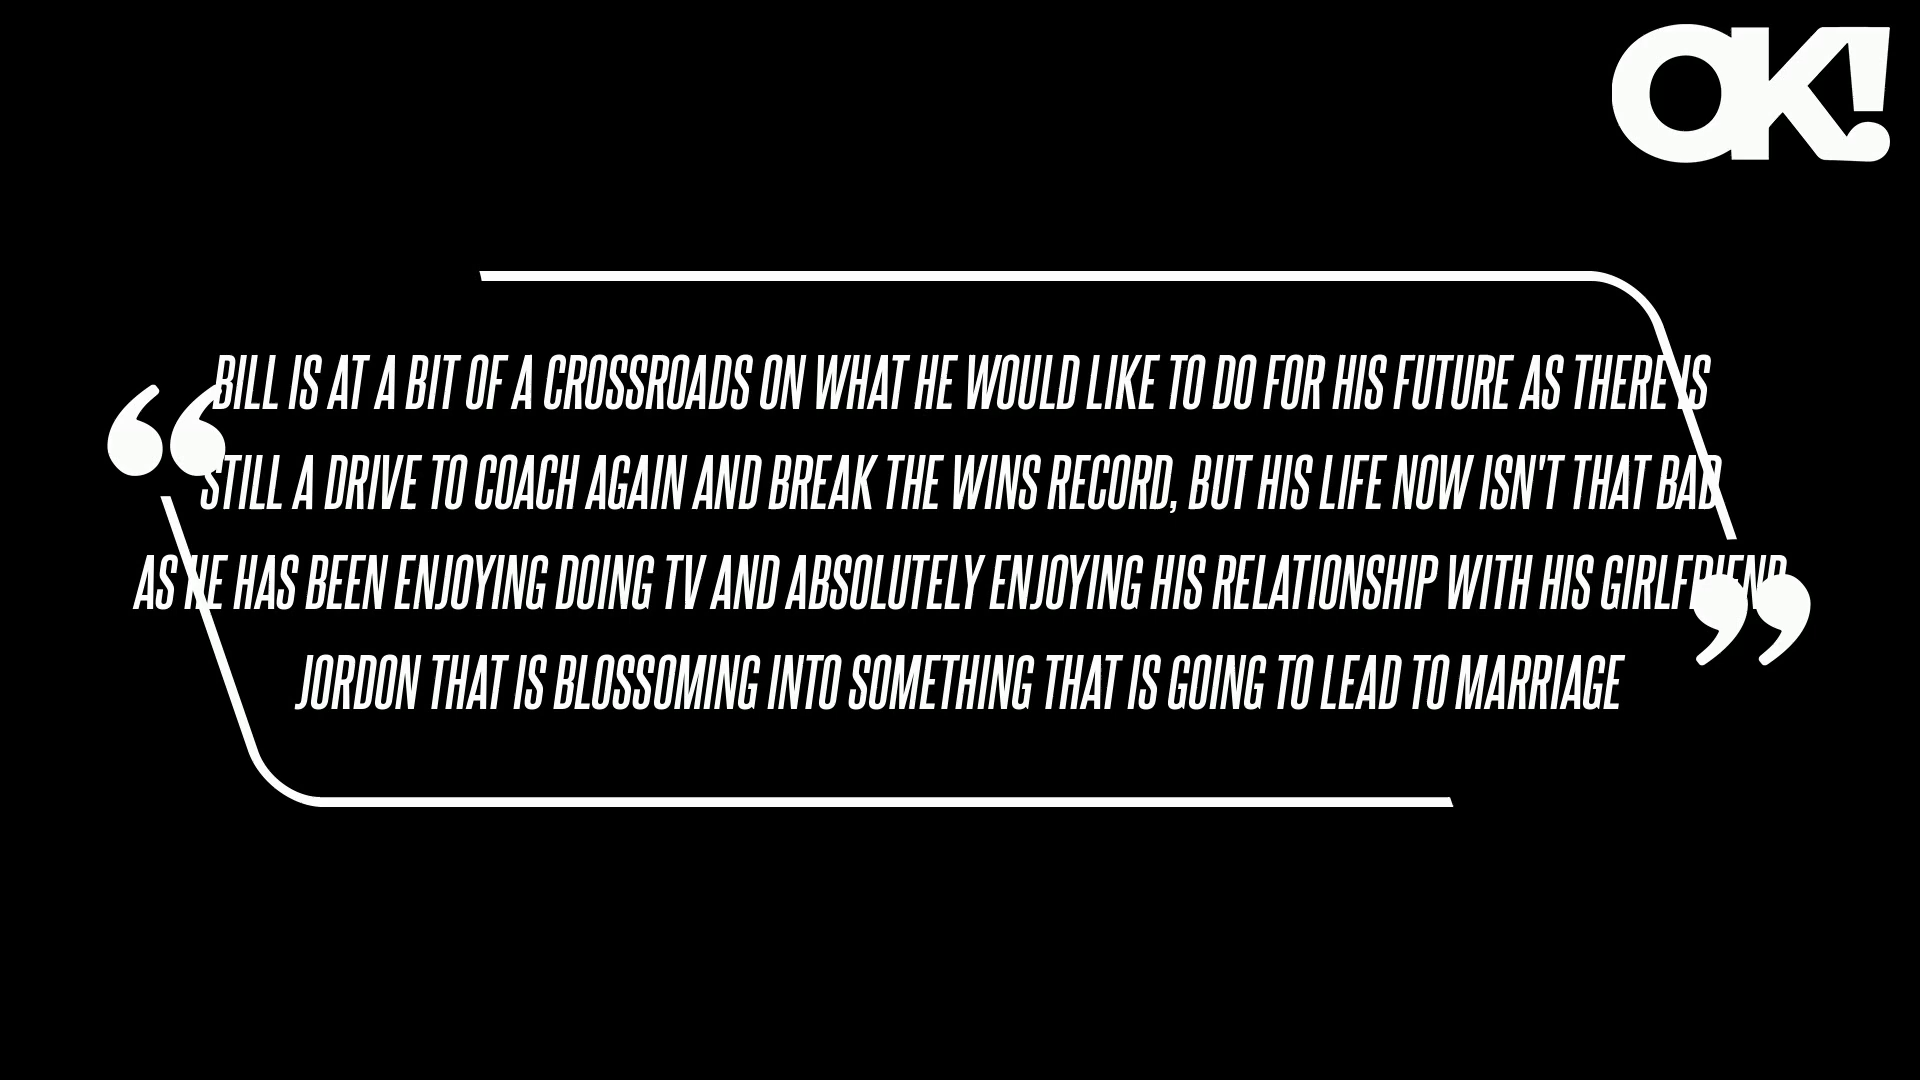 OK!
“BILL IS AT A BIT OF A CROSSROADS ON WHAT HE WOULD LIKE TO DO FOR HIS FUTURE AS THERE IS
STILL A DRIVE TO COACH AGAIN AND BREAK THE WINS RECORD, BUT HIS LIFE NOW ISN'T THAT BAD
AS HE HAS BEEN ENJOYING DOING TV AND ABSOLUTELY ENJOYING HIS RELATIONSHIP WITH HIS GIRLFRIEND
JORDON THAT IS BLOSSOMING INTO SOMETHING THAT IS GOING TO LEAD TO MARRIAGE”